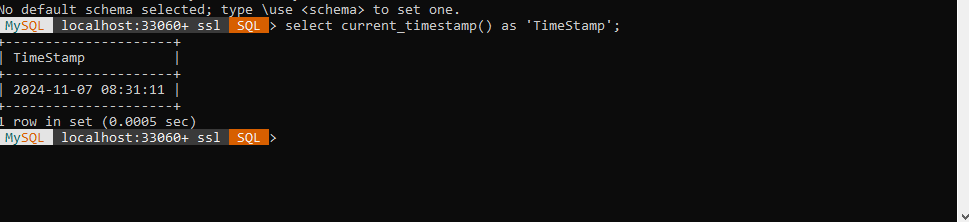 No default schema selected; type \use <schema> to set one.
MySQL localhost:33060+ ssl SQL > select current_timestamp() as 'TimeStamp';
+---------------------+
| TimeStamp           |
+---------------------+
| 2024-11-07 08:31:11 |
+---------------------+
1 row in set (0.0005 sec)
MySQL localhost:33060+ ssl SQL >